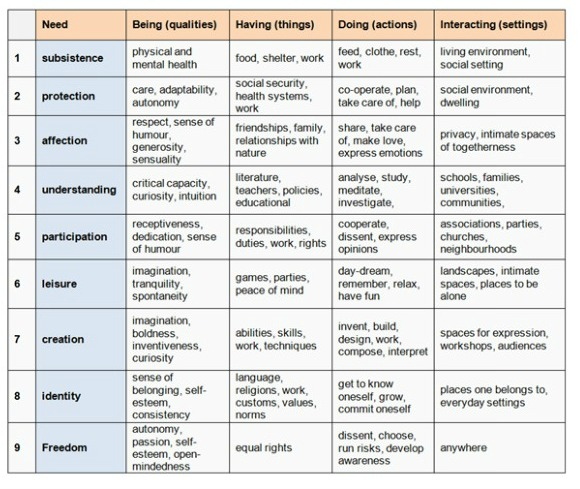 Need Being (qualities) Having (things) Doing (actions) Interacting (settings)
1 subsistence
physical and
mental health
food, shelter, work
feed, clothe, rest,
work
living environment,
social setting
2 protection
care, adaptability,
autonomy
social security,
health systems,
work
co-operate, plan,
take care of, help
social environment,
dwelling
3 affection
respect, sense of
humour,
generosity,
sensuality
friendships, family,
relationships with
nature
share, take care
of, make love,
express emotions
privacy, intimate spaces
of togetherness
4 understanding
critical capacity,
curiosity, intuition
literature,
teachers, policies,
educational
analyse, study,
meditate,
investigate,
schools, families,
universities,
communities,
5 participation
receptiveness,
dedication, sense
of humour
responsibilities,
duties, work, rights
cooperate,
dissent, express
opinions
associations, parties,
churches,
neighbourhoods
6 leisure
imagination,
tranquility,
spontaneity
games, parties,
peace of mind
day-dream,
remember, relax,
have fun
landscapes, intimate
spaces, places to be
alone
7 creation
imagination,
boldness,
inventiveness,
curiosity
abilities, skills,
work, techniques
invent, build,
design, work,
compose, interpret
spaces for expression,
workshops, audiences
8 identity
sense of
belonging, self-
esteem,
consistency
language,
religions, work,
customs, values,
norms
get to know
oneself, grow,
commit oneself
places one belongs to,
everyday settings
9 Freedom
autonomy,
passion, self-
esteem, open-
mindedness
equal rights
dissent, choose,
run risks, develop
awareness
anywhere